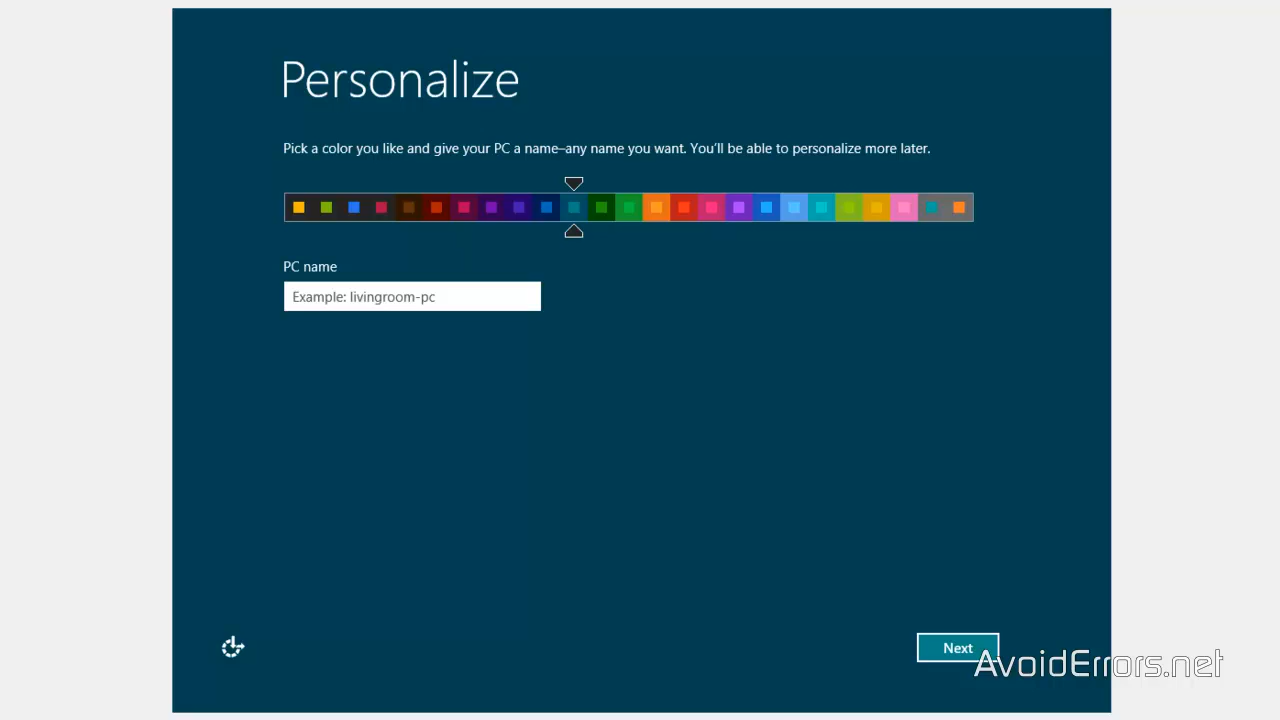 Personalize
Pick a color you like and give your PC a name–any name you want. You'll be able to personalize more later.
PC name
Example: livingroom-pc
Next
AvoidErrors.net